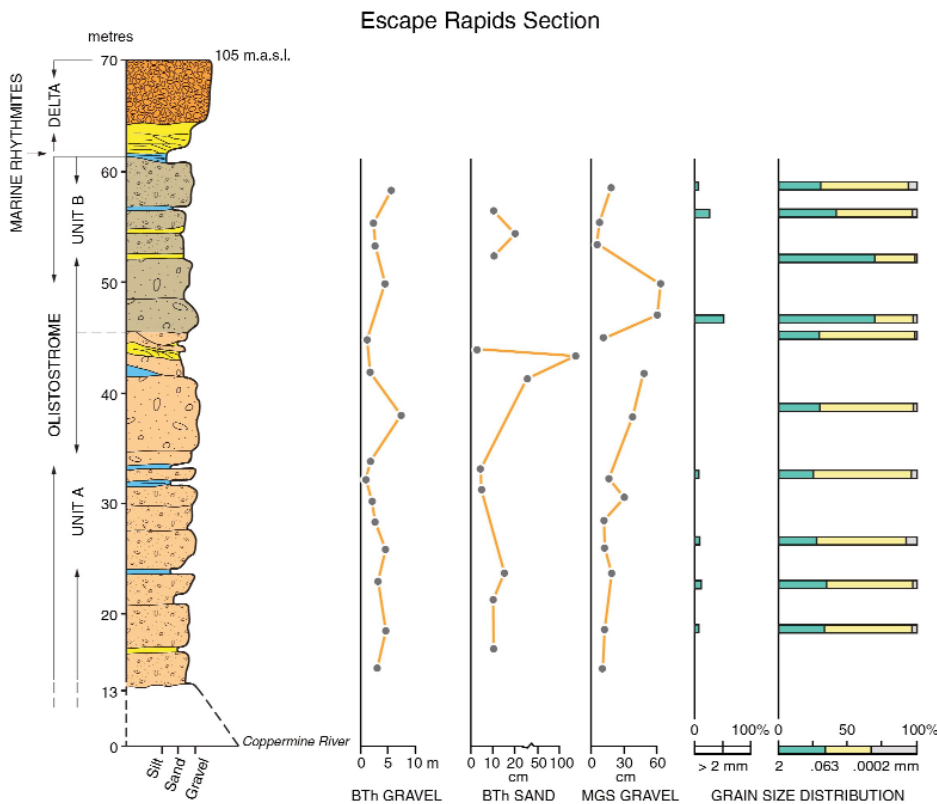 Escape Rapids Section
metres
70
105 m.a.s.l.
MARINE RHYTHMITES
DELTA
60
UNIT B
50
OLISTOSTROME
40
30
UNIT A
20
13
0
Coppermine River
Silt
Sand
Gravel
0 5 10 m
BTh GRAVEL
0 10 20 50 100
cm
BTh SAND
0 30 60
cm
MGS GRAVEL
0 100%
> 2 mm
0 50 100%
2 .063 .0002 mm
GRAIN SIZE DISTRIBUTION